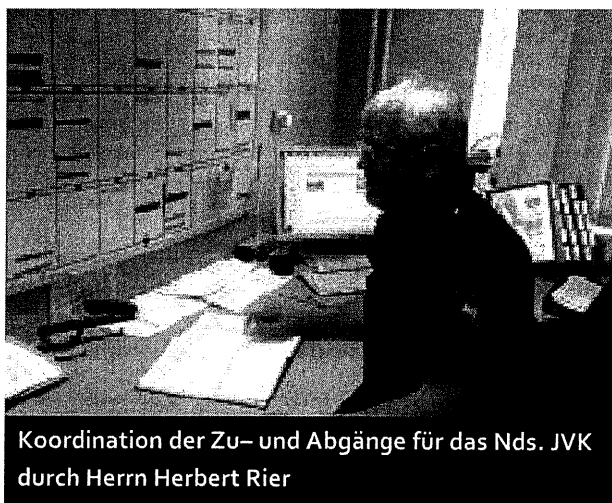 Koordination der Zu– und Abgänge für das Nds. JVK
durch Herrn Herbert Rier